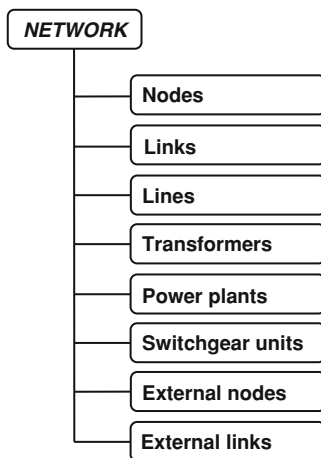 NETWORK
Nodes
Links
Lines
Transformers
Power plants
Switchgear units
External nodes
External links